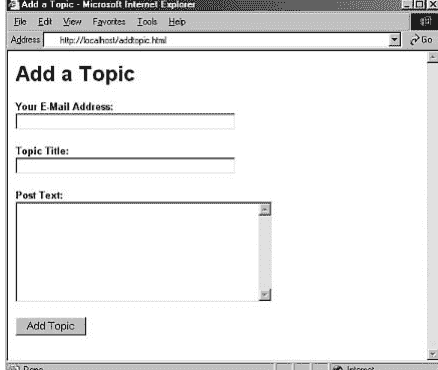 Add a Topic - Microsoft Internet Explorer
File Edit View Favorites Tools Help
Address http://localhost/addtopic.html Go
Add a Topic
Your E-Mail Address:
Topic Title:
Post Text:
Add Topic
Done Internet